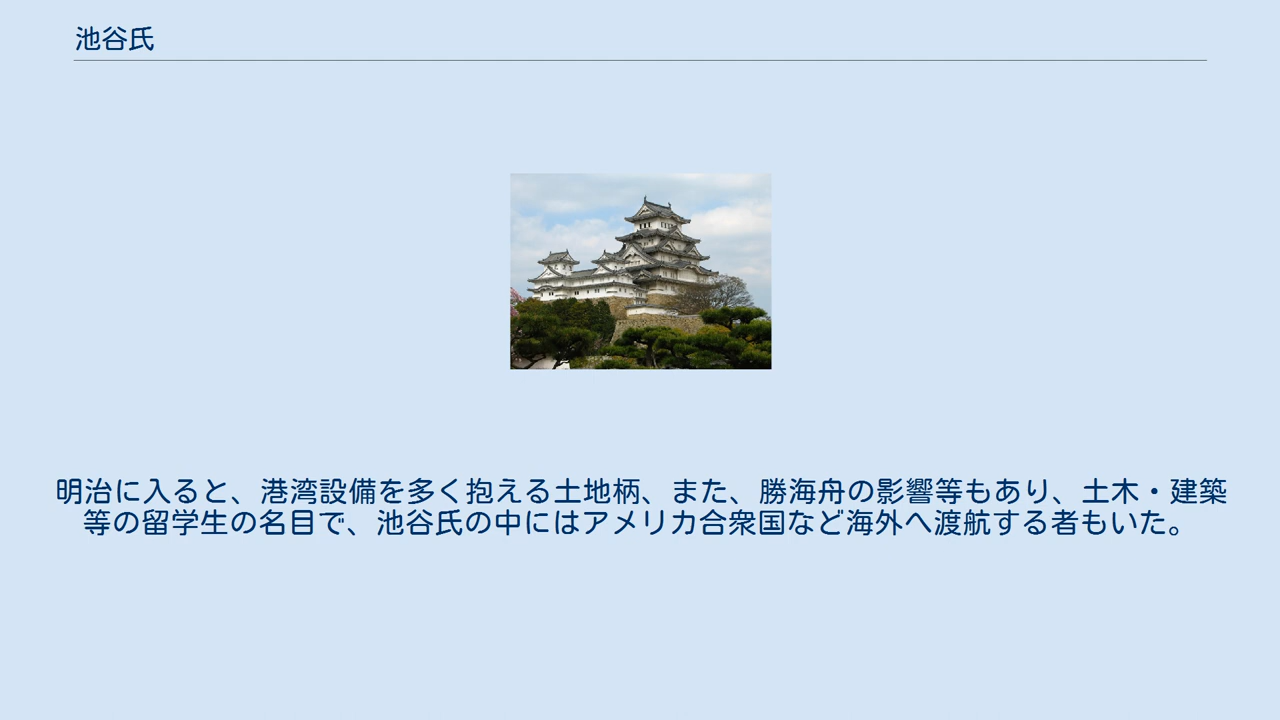 池谷氏
明治に入ると、港湾設備を多く抱える土地柄、また、勝海舟の影響等もあり、土木・建築
等の留学生の名目で、池谷氏の中にはアメリカ合衆国など海外へ渡航する者もいた。